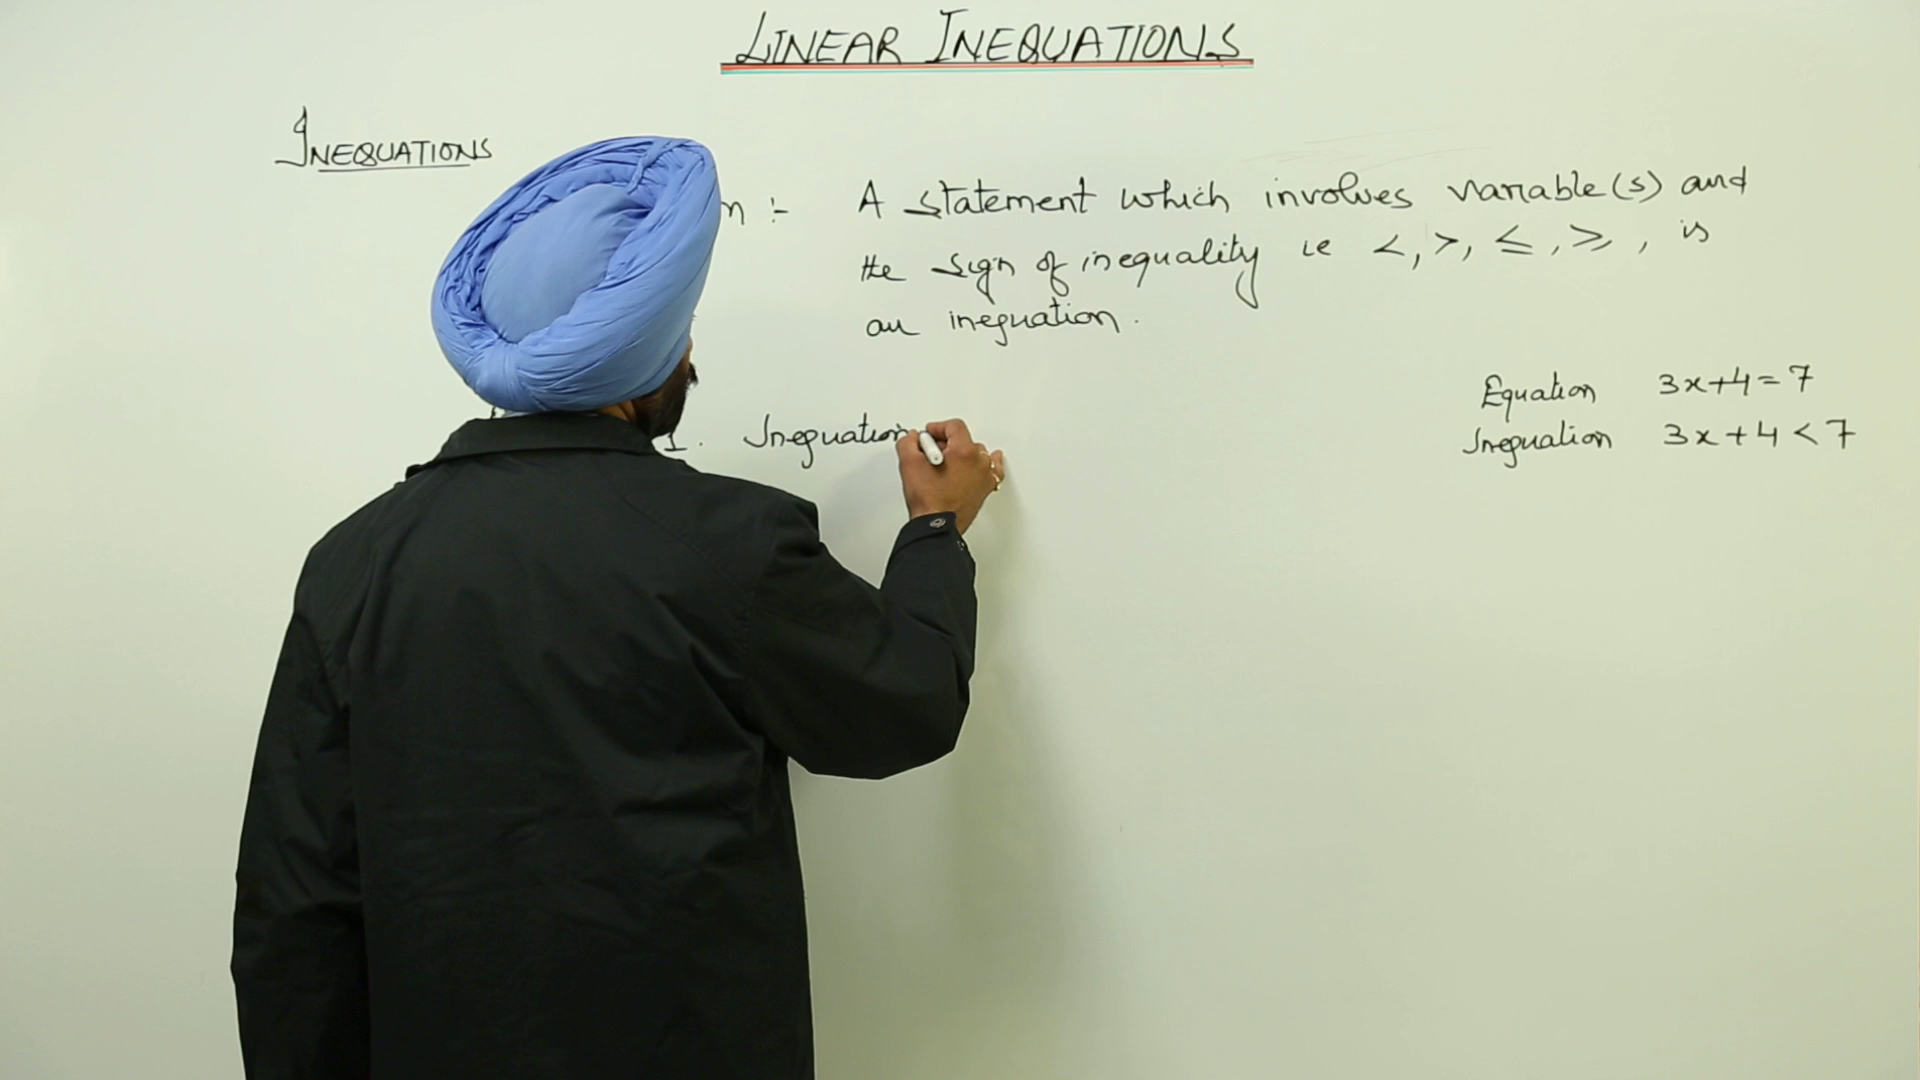 LINEAR INEQUATIONS
INEQUATIONS
n :- A statement which involves variable(s) and
the sign of inequality ie <, >, ≤, ≥, is
an inequation.
Equation 3x+4=7
1. Inequation
Inequation 3x+4<7